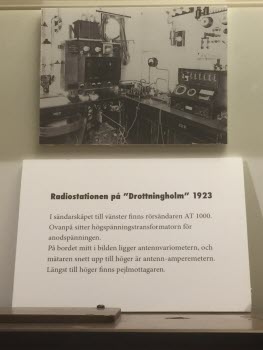 Radiostationen på "Drottningholm" 1923
I sändarskåpet till vänster finns rörsändaren AT 1000.
Ovanpå sitter högspänningstransformatorn för
anodspänningen.
På bordet mitt i bilden ligger antennvariometern, och
mätaren snett upp till höger är antenn-amperemetern.
Längst till höger finns pejlmottagaren.